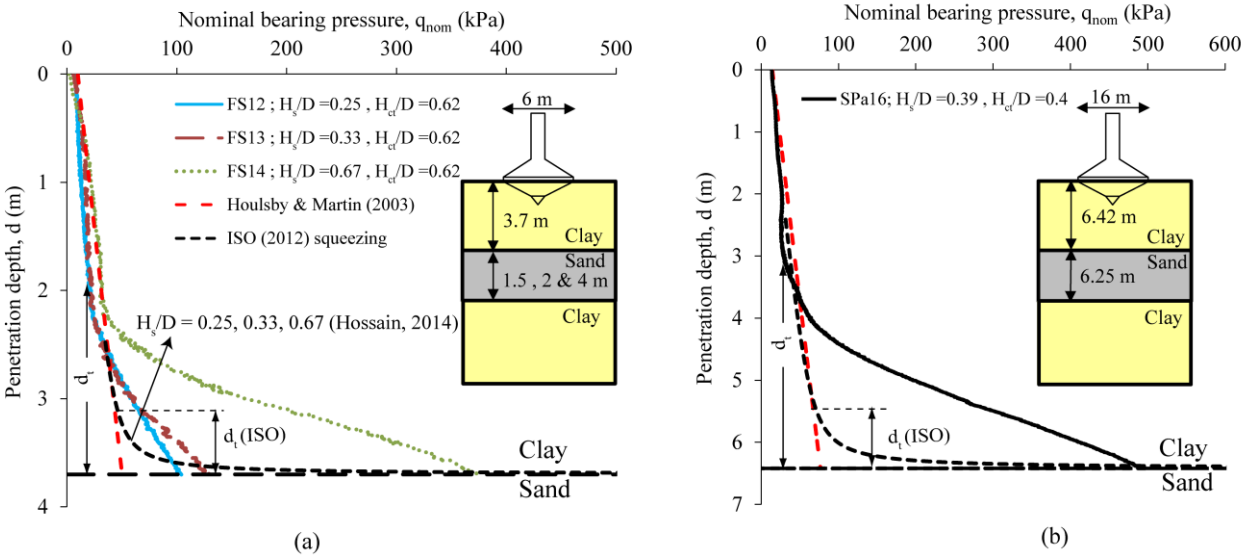 Nominal bearing pressure, q_nom (kPa)
0 100 200 300 400 500
Penetration depth, d (m)
0
1
2
3
4
FS12 ; H_s/D =0.25 , H_ct/D =0.62
FS13 ; H_s/D =0.33 , H_ct/D =0.62
FS14 ; H_s/D =0.67 , H_ct/D =0.62
Houlsby & Martin (2003)
ISO (2012) squeezing
6 m
3.7 m
Clay
Sand
1.5 , 2 & 4 m
Clay
H_s/D = 0.25, 0.33, 0.67 (Hossain, 2014)
d_t
d_t (ISO)
Clay
Sand
(a)
Nominal bearing pressure, q_nom (kPa)
0 100 200 300 400 500 600
Penetration depth, d (m)
0
1
2
3
4
5
6
7
SPa16; H_s/D =0.39 , H_ct/D =0.4
16 m
6.42 m
Clay
Sand
6.25 m
Clay
d_t
d_t (ISO)
Clay
Sand
(b)